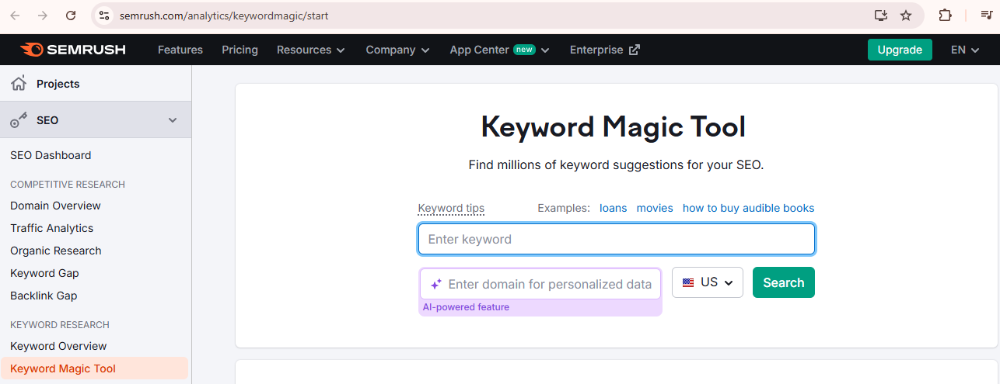 semrush.com/analytics/keywordmagic/start
SEMRUSH Features Pricing Resources Company App Center new Enterprise Upgrade EN
Projects
SEO
SEO Dashboard
COMPETITIVE RESEARCH
Domain Overview
Traffic Analytics
Organic Research
Keyword Gap
Backlink Gap
KEYWORD RESEARCH
Keyword Overview
Keyword Magic Tool
Keyword Magic Tool
Find millions of keyword suggestions for your SEO.
Keyword tips Examples: loans movies how to buy audible books
Enter keyword
Enter domain for personalized data US Search
AI-powered feature